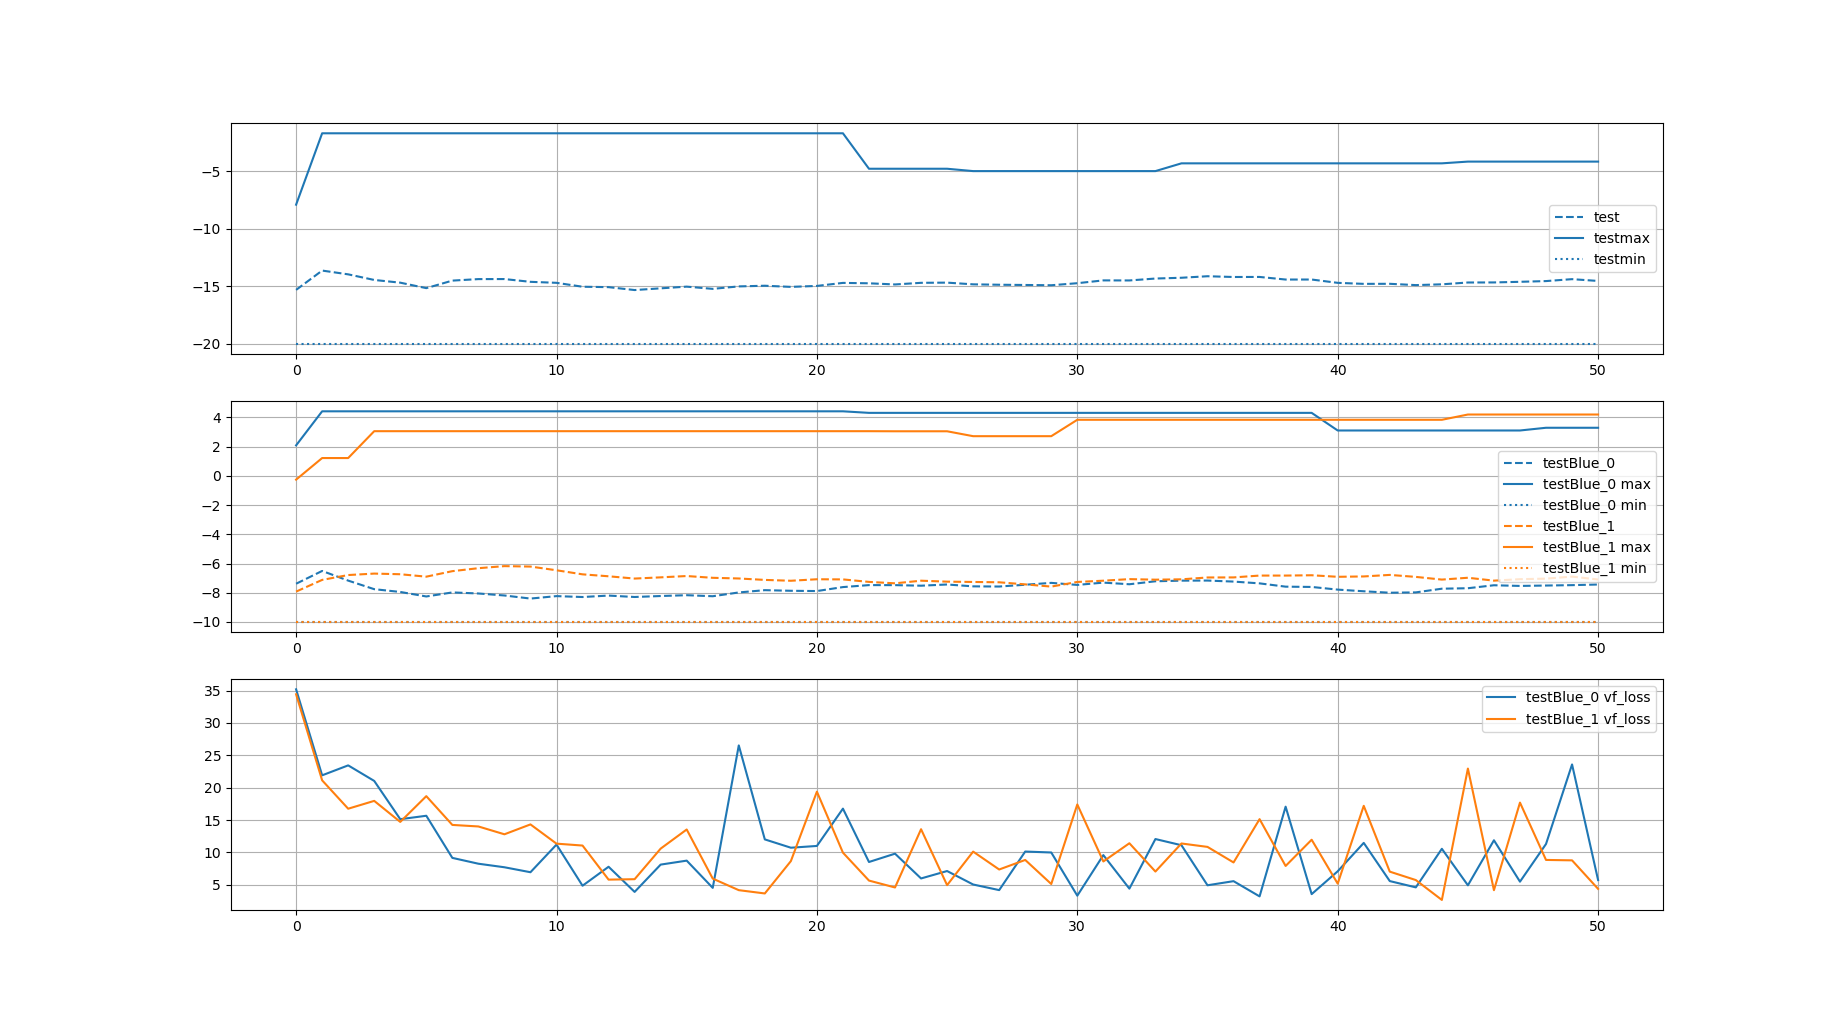 −5
−10
−15
−20
test
testmax
testmin
0 10 20 30 40 50
4
2
0
−2
−4
−6
−8
−10
testBlue_0
testBlue_0 max
testBlue_0 min
testBlue_1
testBlue_1 max
testBlue_1 min
0 10 20 30 40 50
35
30
25
20
15
10
5
testBlue_0 vf_loss
testBlue_1 vf_loss
0 10 20 30 40 50